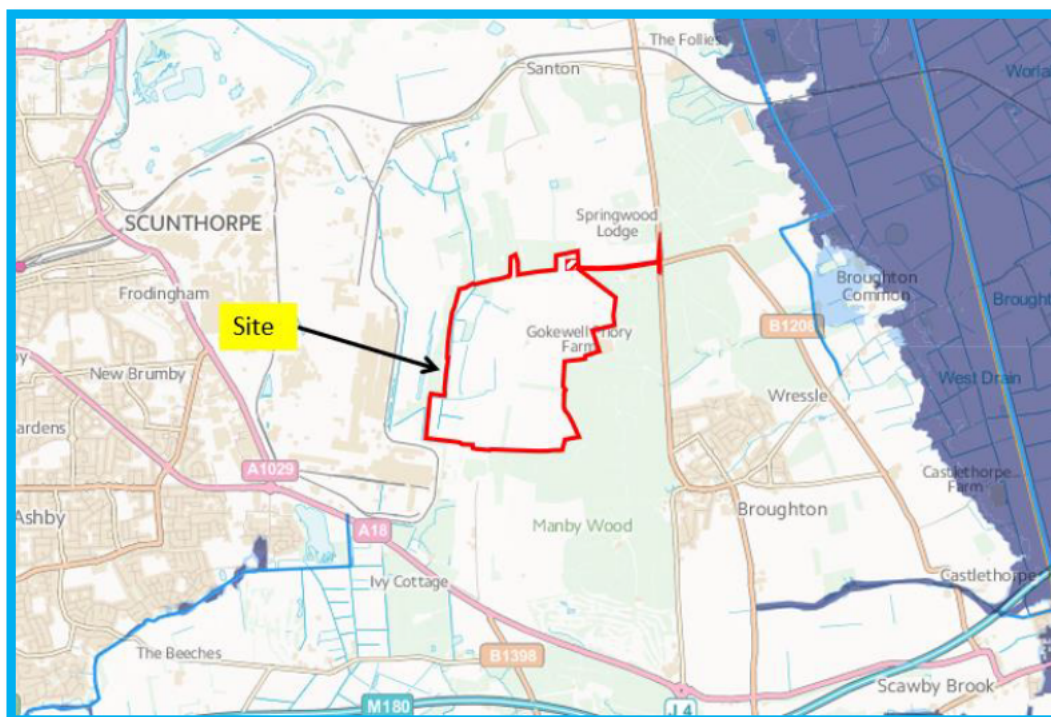 The Follies
Santon
Worla
SCUNTHORPE
Springwood
Lodge
Frodingham
Broughton
Common
Brought
Site
Gokewell Priory
Farm
B1208
New Brumby
West Drain
Wressle
ardens
A1029
Castlethorpe...
Farm
Ashby
A18
Manby Wood
Broughton
Ivy Cottage
Castlethorpe
The Beeches
B1398
M180
J 4
Scawby Brook